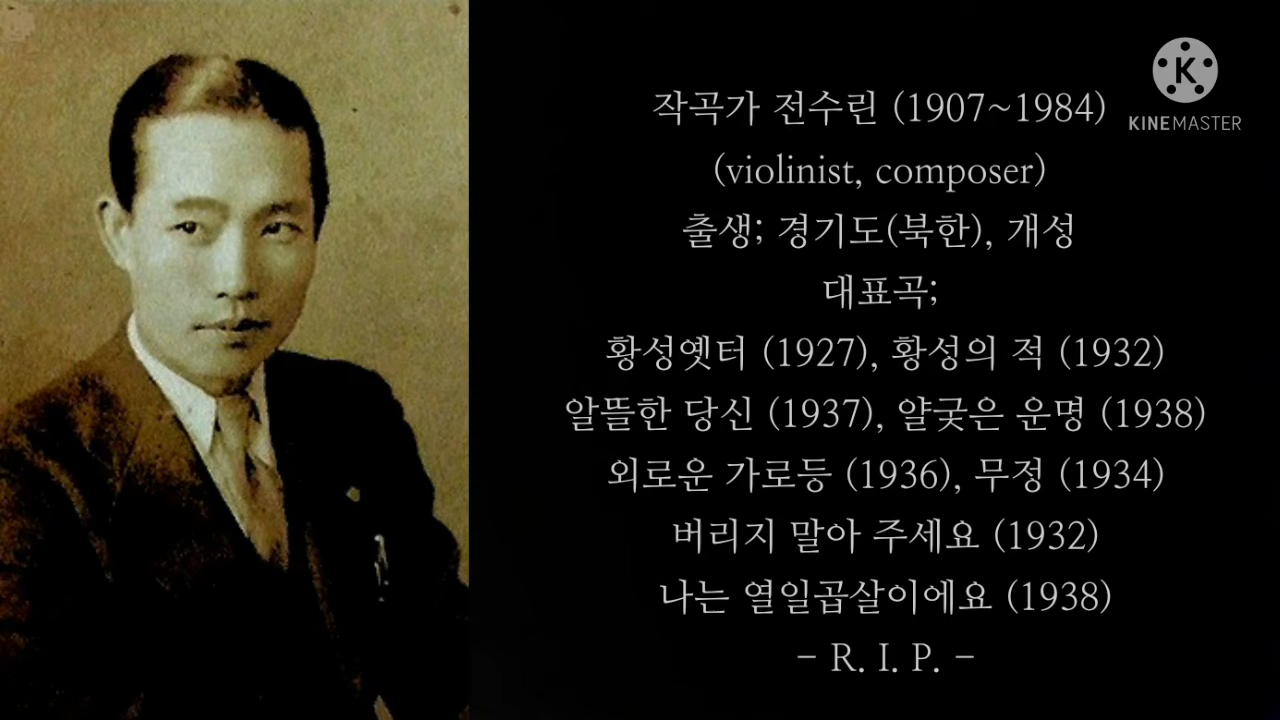 작곡가 전수린 (1907~1984)
(violinist, composer)
출생; 경기도(북한), 개성
대표곡;
황성옛터 (1927), 황성의 적 (1932)
알뜰한 당신 (1937), 얄궂은 운명 (1938)
외로운 가로등 (1936), 무정 (1934)
버리지 말아 주세요 (1932)
나는 열일곱살이에요 (1938)
– R. I. P. –
K
KINEMASTER